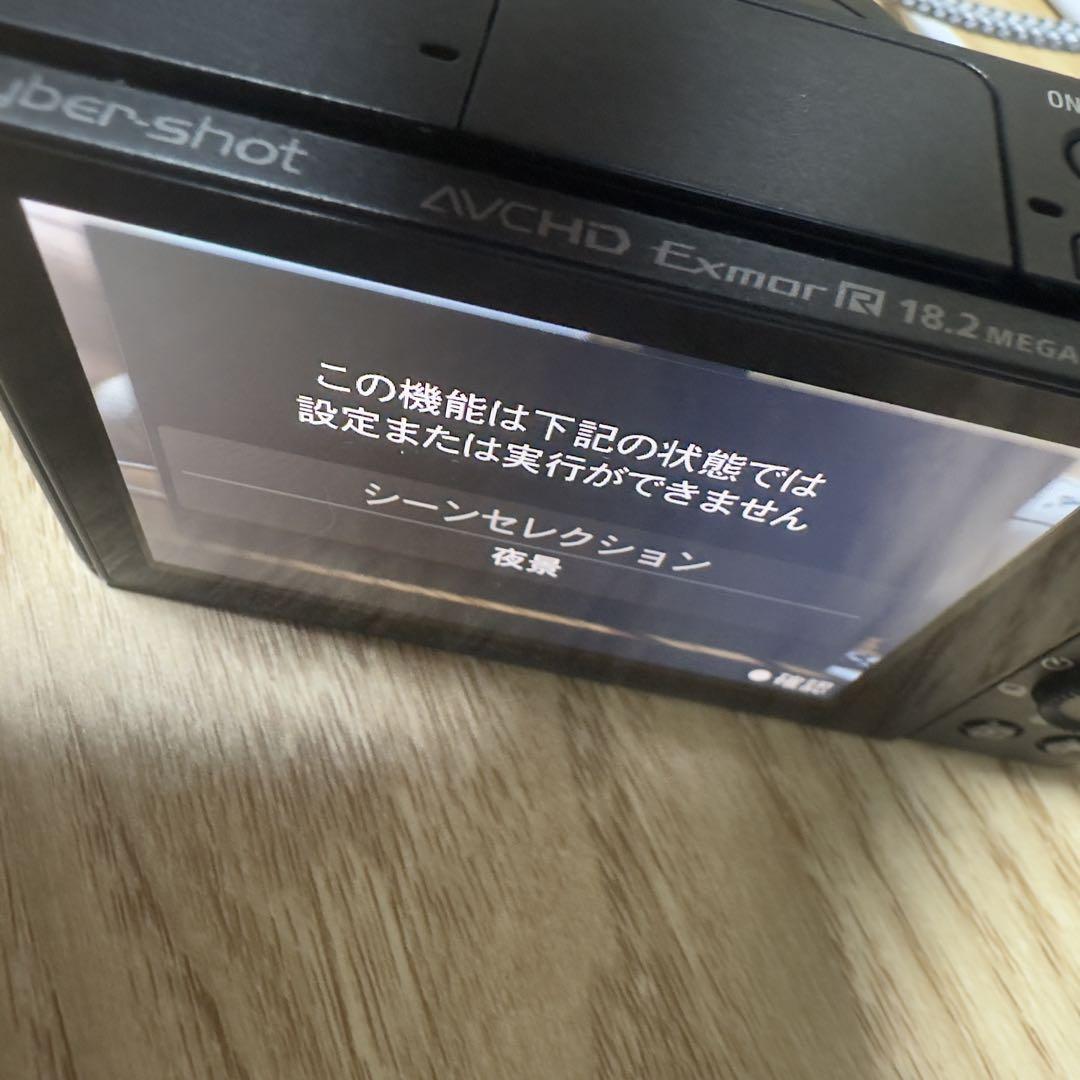 yber-shot
AVCHD Exmor R 18.2 MEGA
ON
この機能は下記の状態では
設定または実行ができません
シーンセレクション
夜景
確認